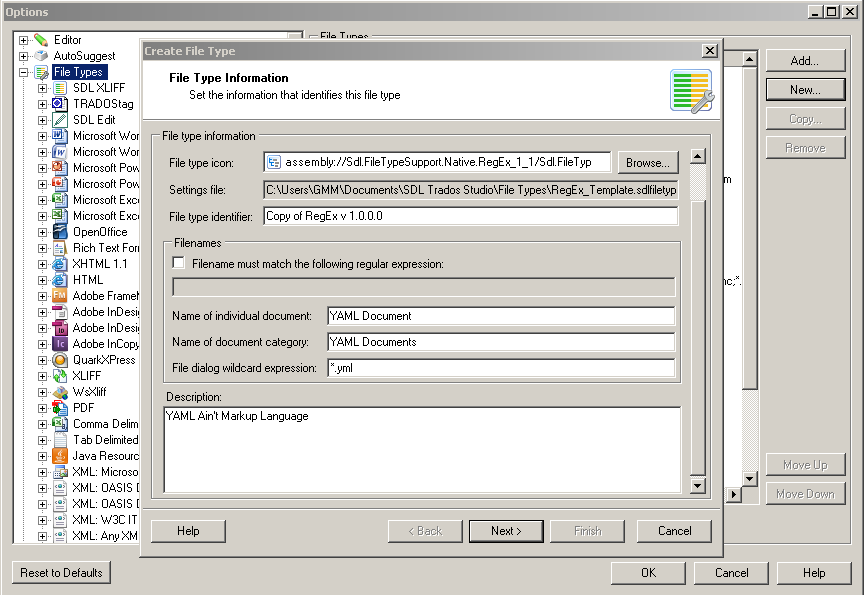 Options
Editor
AutoSuggest
File Types
SDL XLIFF
TRADOStag
SDL Edit
Microsoft Wor
Microsoft Wor
Microsoft Pow
Microsoft Pow
Microsoft Exce
Microsoft Exce
OpenOffice
Rich Text For
XHTML 1.1
HTML
Adobe Frame
Adobe InDesi
Adobe InDesi
Adobe InCopy
QuarkXPress
XLIFF
WsXliff
PDF
Comma Delim
Tab Delimited
Java Resourc
XML: Microso
XML: OASIS D
XML: OASIS D
XML: W3C IT
XML: Any XM
File Types
Add...
New...
Copy...
Remove
Move Up
Move Down
Create File Type
File Type Information
Set the information that identifies this file type
File type information
File type icon: assembly://Sdl.FileTypeSupport.Native.RegEx_1_1/Sdl.FileTyp Browse...
Settings file: C:\Users\GMM\Documents\SDL Trados Studio\File Types\RegEx_Template.sdlfiletyp
File type identifier: Copy of RegEx v 1.0.0.0
Filenames
Filename must match the following regular expression:
Name of individual document: YAML Document
Name of document category: YAML Documents
File dialog wildcard expression: *.yml
Description:
YAML Ain't Markup Language
Help < Back Next > Finish Cancel
Reset to Defaults OK Cancel Help